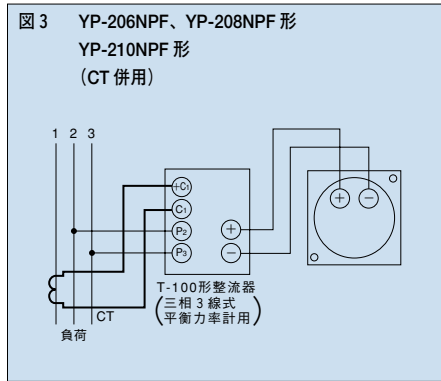 図3 YP-206NPF、YP-208NPF 形
YP-210NPF 形
（CT 併用）
1 2 3
+C₁
C₁
P₂
P₃
+
−
+ −
CT
負荷
T-100形整流器
（三相3線式
平衡力率計用）